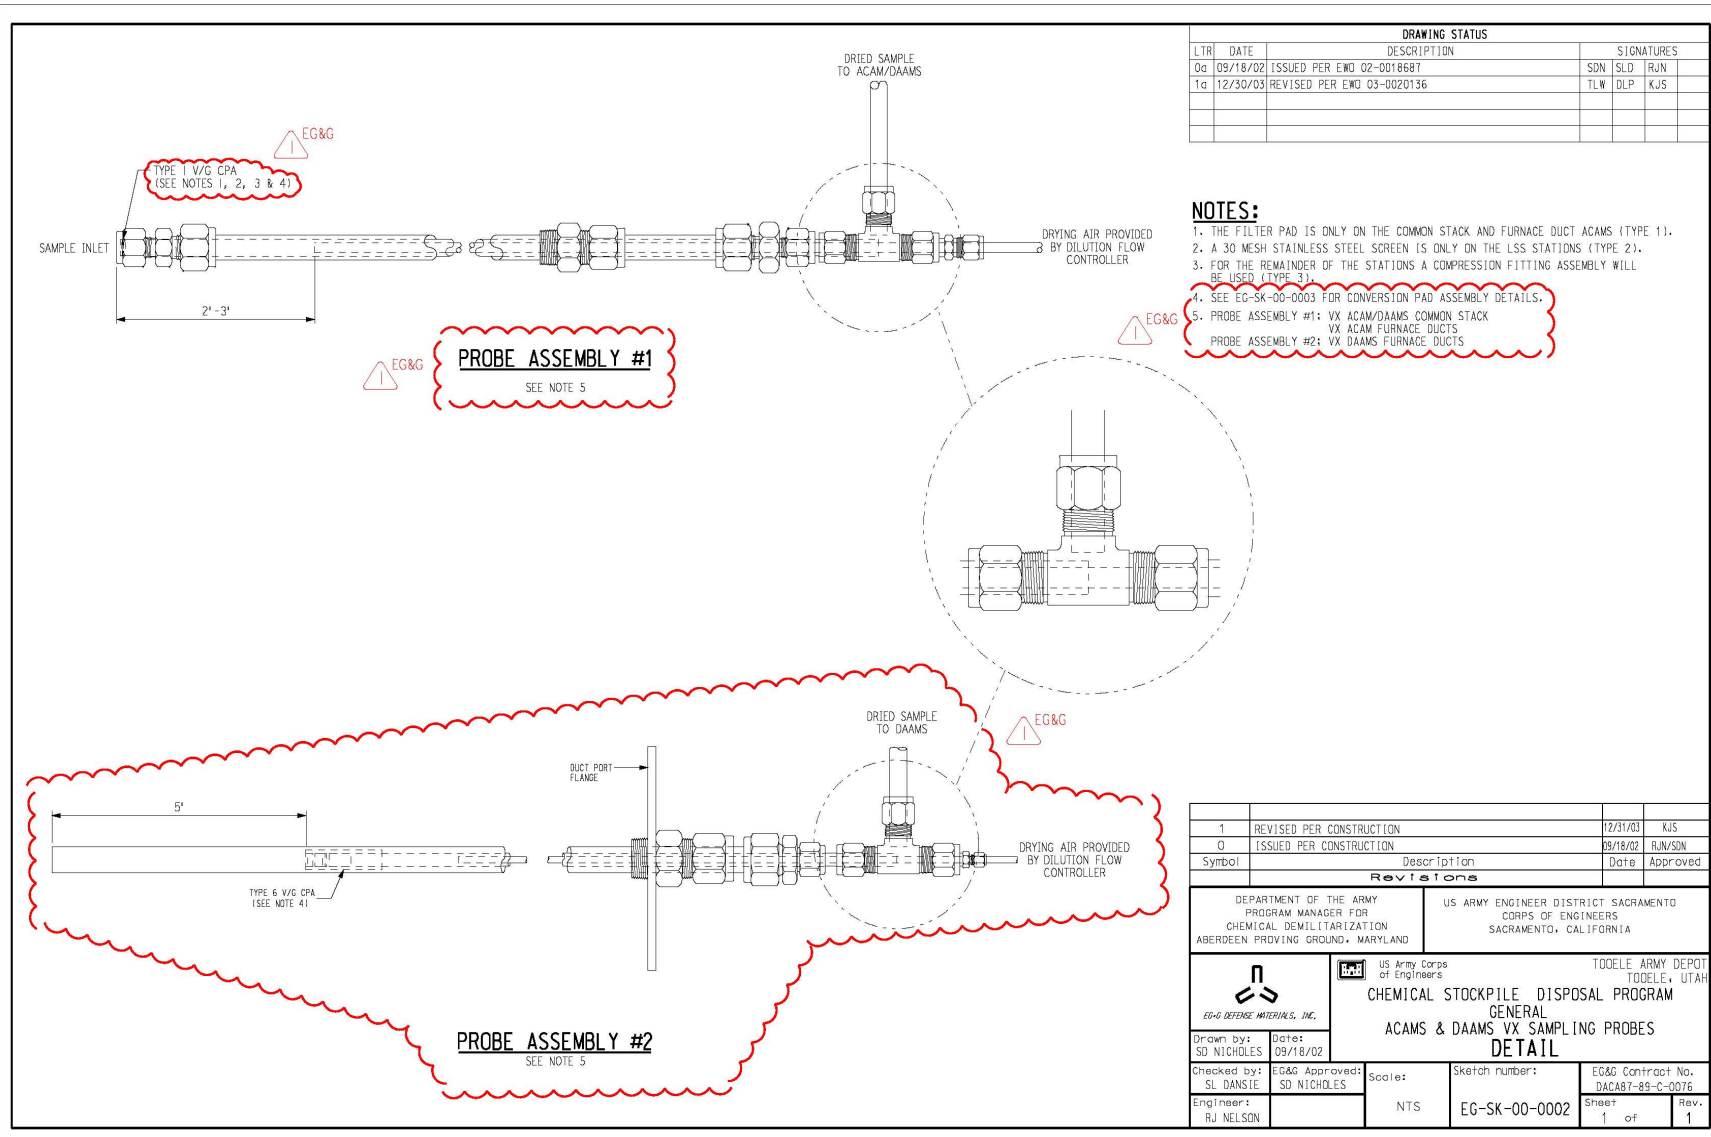 DRAWING STATUS
LTR DATE DESCRIPTION SIGNATURES
0a 09/18/02 ISSUED PER EWO 02-0018687 SDN SLD RJN
1a 12/30/03 REVISED PER EWO 03-0020136 TLW DLP KJS
DRIED SAMPLE
TO ACAM/DAAMS
EG&G
1
TYPE 1 V/G CPA
(SEE NOTES 1, 2, 3 & 4)
SAMPLE INLET
DRYING AIR PROVIDED
BY DILUTION FLOW
CONTROLLER
2"-3"
EG&G
1
PROBE ASSEMBLY #1
SEE NOTE 5
NOTES:
1. THE FILTER PAD IS ONLY ON THE COMMON STACK AND FURNACE DUCT ACAMS (TYPE 1).
2. A 30 MESH STAINLESS STEEL SCREEN IS ONLY ON THE LSS STATIONS (TYPE 2).
3. FOR THE REMAINDER OF THE STATIONS A COMPRESSION FITTING ASSEMBLY WILL
BE USED (TYPE 3).
4. SEE EG-SK-00-0003 FOR CONVERSION PAD ASSEMBLY DETAILS.
5. PROBE ASSEMBLY #1: VX ACAM/DAAMS COMMON STACK
VX ACAM FURNACE DUCTS
PROBE ASSEMBLY #2: VX DAAMS FURNACE DUCTS
EG&G
1
DRIED SAMPLE
TO DAAMS
EG&G
1
DUCT PORT
FLANGE
5"
TYPE 6 V/G CPA
(SEE NOTE 4)
DRYING AIR PROVIDED
BY DILUTION FLOW
CONTROLLER
PROBE ASSEMBLY #2
SEE NOTE 5
1 REVISED PER CONSTRUCTION 12/31/03 KJS
0 ISSUED PER CONSTRUCTION 09/18/02 RJN/SDN
Symbol Description Date Approved
Revisions
DEPARTMENT OF THE ARMY
PROGRAM MANAGER FOR
CHEMICAL DEMILITARIZATION
ABERDEEN PROVING GROUND, MARYLAND
US ARMY ENGINEER DISTRICT SACRAMENTO
CORPS OF ENGINEERS
SACRAMENTO, CALIFORNIA
EG&G DEFENSE MATERIALS, INC.
US Army Corps
of Engineers
TOOELE ARMY DEPOT
TOOELE, UTAH
CHEMICAL STOCKPILE DISPOSAL PROGRAM
GENERAL
ACAMS & DAAMS VX SAMPLING PROBES
DETAIL
Drawn by:
SD NICHOLES
Date:
09/18/02
Checked by:
SL DANSIE
EG&G Approved:
SD NICHOLES
Engineer:
RJ NELSON
Scale:
NTS
Sketch number:
EG-SK-00-0002
EG&G Contract No.
DACA87-89-C-0076
Sheet
1 of
Rev.
1